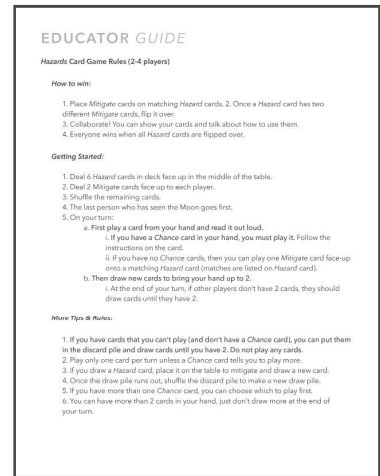 EDUCATOR GUIDE
Hazards Card Game Rules (2-4 players)
How to win:
1. Place Mitigate cards on matching Hazard cards. 2. Once a Hazard card has two
different Mitigate cards, flip it over.
3. Collaborate! You can show your cards and talk about how to use them.
4. Everyone wins when all Hazard cards are flipped over.
Getting Started:
1. Deal 6 Hazard cards in deck face up in the middle of the table.
2. Deal 2 Mitigate cards face up to each player.
3. Shuffle the remaining cards.
4. The last person who has seen the Moon goes first.
5. On your turn:
a. First play a card from your hand and read it out loud.
i. If you have a Chance card in your hand, you must play it. Follow the
instructions on the card.
ii. If you have no Chance cards, then you can play one Mitigate card face-up
onto a matching Hazard card (matches are listed on Hazard card).
b. Then draw new cards to bring your hand up to 2.
i. At the end of your turn, if other players don't have 2 cards, they should
draw cards until they have 2.
More Tips & Rules:
1. If you have cards that you can't play (and don't have a Chance card), you can put them
in the discard pile and draw cards until you have 2. Do not play any cards.
2. Play only one card per turn unless a Chance card tells you to play more.
3. If you draw a Hazard card, place it on the table to mitigate and draw a new card.
4. Once the draw pile runs out, shuffle the discard pile to make a new draw pile.
5. If you have more than one Chance card, you can choose which to play first.
6. You can have more than 2 cards in your hand, just don't draw more at the end of
your turn.